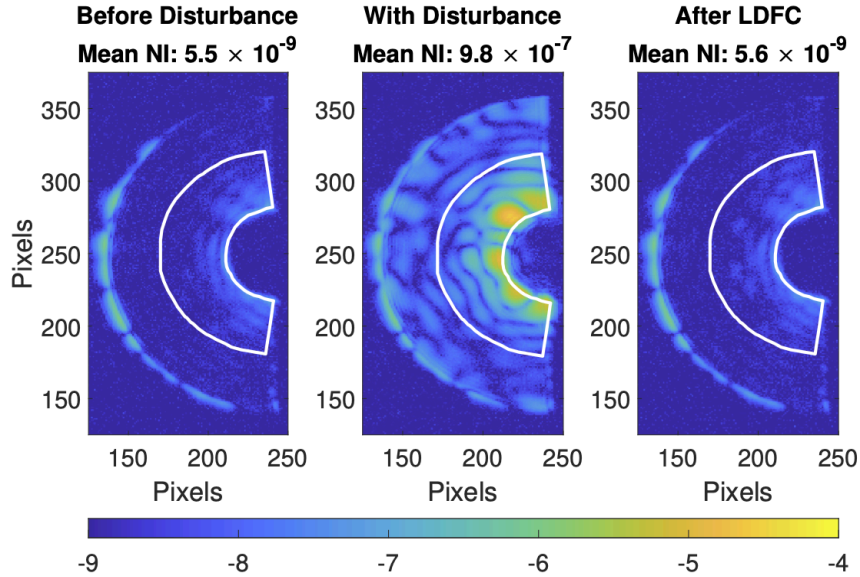 Before Disturbance
Mean NI: 5.5 × 10⁻⁹
With Disturbance
Mean NI: 9.8 × 10⁻⁷
After LDFC
Mean NI: 5.6 × 10⁻⁹
Pixels
350
300
250
200
150
150 200 250
Pixels
350
300
250
200
150
150 200 250
Pixels
350
300
250
200
150
150 200 250
Pixels
-9 -8 -7 -6 -5 -4